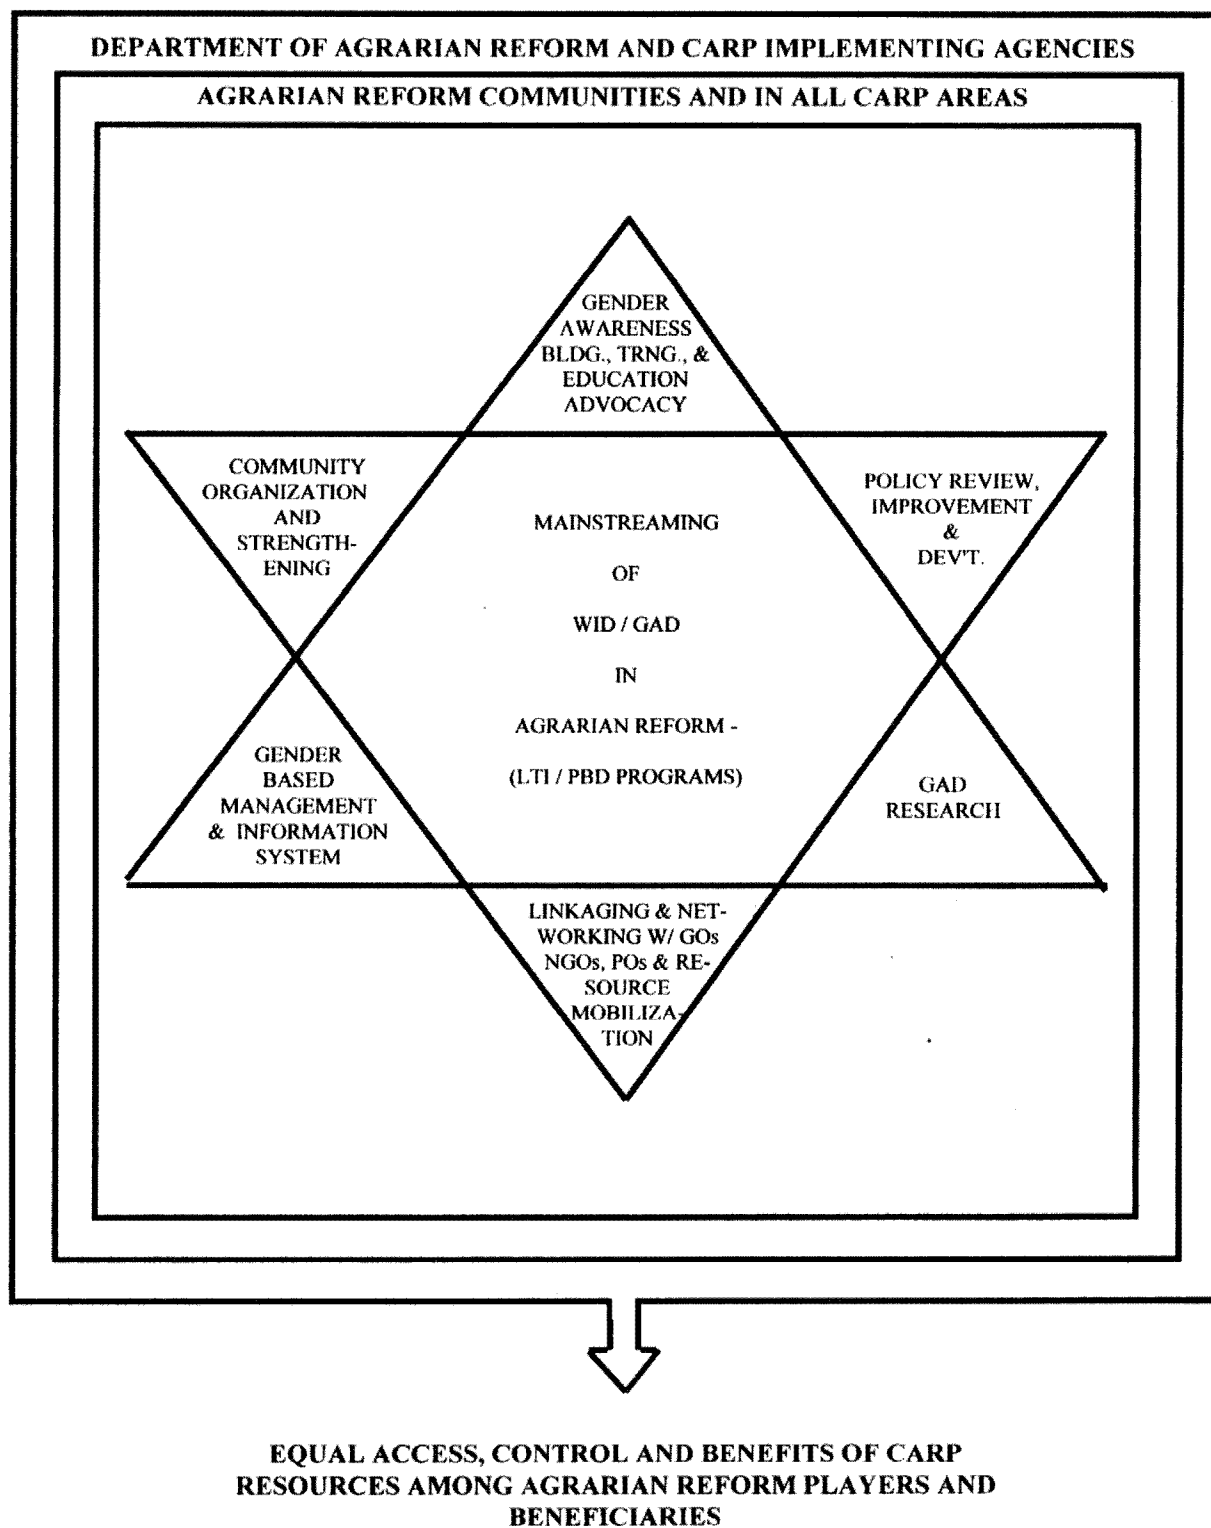 DEPARTMENT OF AGRARIAN REFORM AND CARP IMPLEMENTING AGENCIES
AGRARIAN REFORM COMMUNITIES AND IN ALL CARP AREAS
GENDER
AWARENESS
BLDG., TRNG., &
EDUCATION
ADVOCACY
COMMUNITY
ORGANIZATION
AND
STRENGTH-
ENING
MAINSTREAMING
OF
WID / GAD
IN
AGRARIAN REFORM -
(LTI / PBD PROGRAMS)
POLICY REVIEW,
IMPROVEMENT
&
DEV'T.
GENDER
BASED
MANAGEMENT
& INFORMATION
SYSTEM
GAD
RESEARCH
LINKAGING & NET-
WORKING W/ GOs
NGOs, POs & RE-
SOURCE
MOBILIZA-
TION
EQUAL ACCESS, CONTROL AND BENEFITS OF CARP
RESOURCES AMONG AGRARIAN REFORM PLAYERS AND
BENEFICIARIES